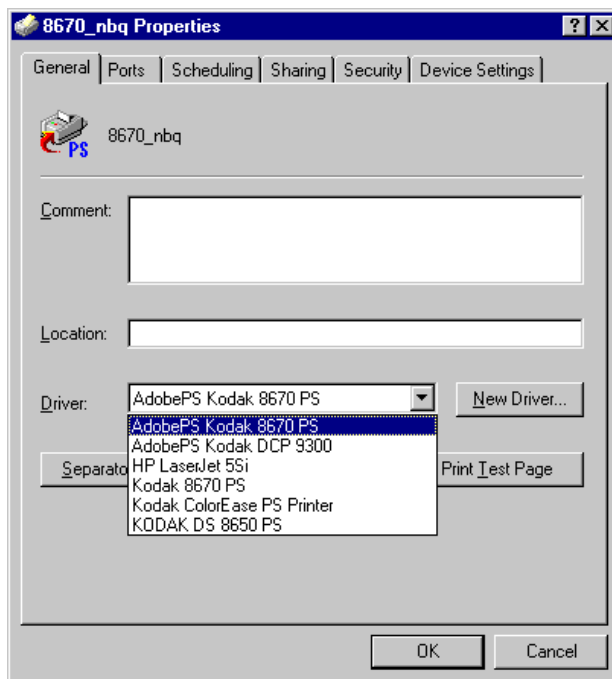 8670_nbq Properties
General Ports Scheduling Sharing Security Device Settings
PS
8670_nbq
Comment:
Location:
Driver: AdobePS Kodak 8670 PS New Driver...
AdobePS Kodak 8670 PS
AdobePS Kodak DCP 9300
HP LaserJet 5Si
Kodak 8670 PS
Kodak ColorEase PS Printer
KODAK DS 8650 PS
Separato Print Test Page
OK Cancel